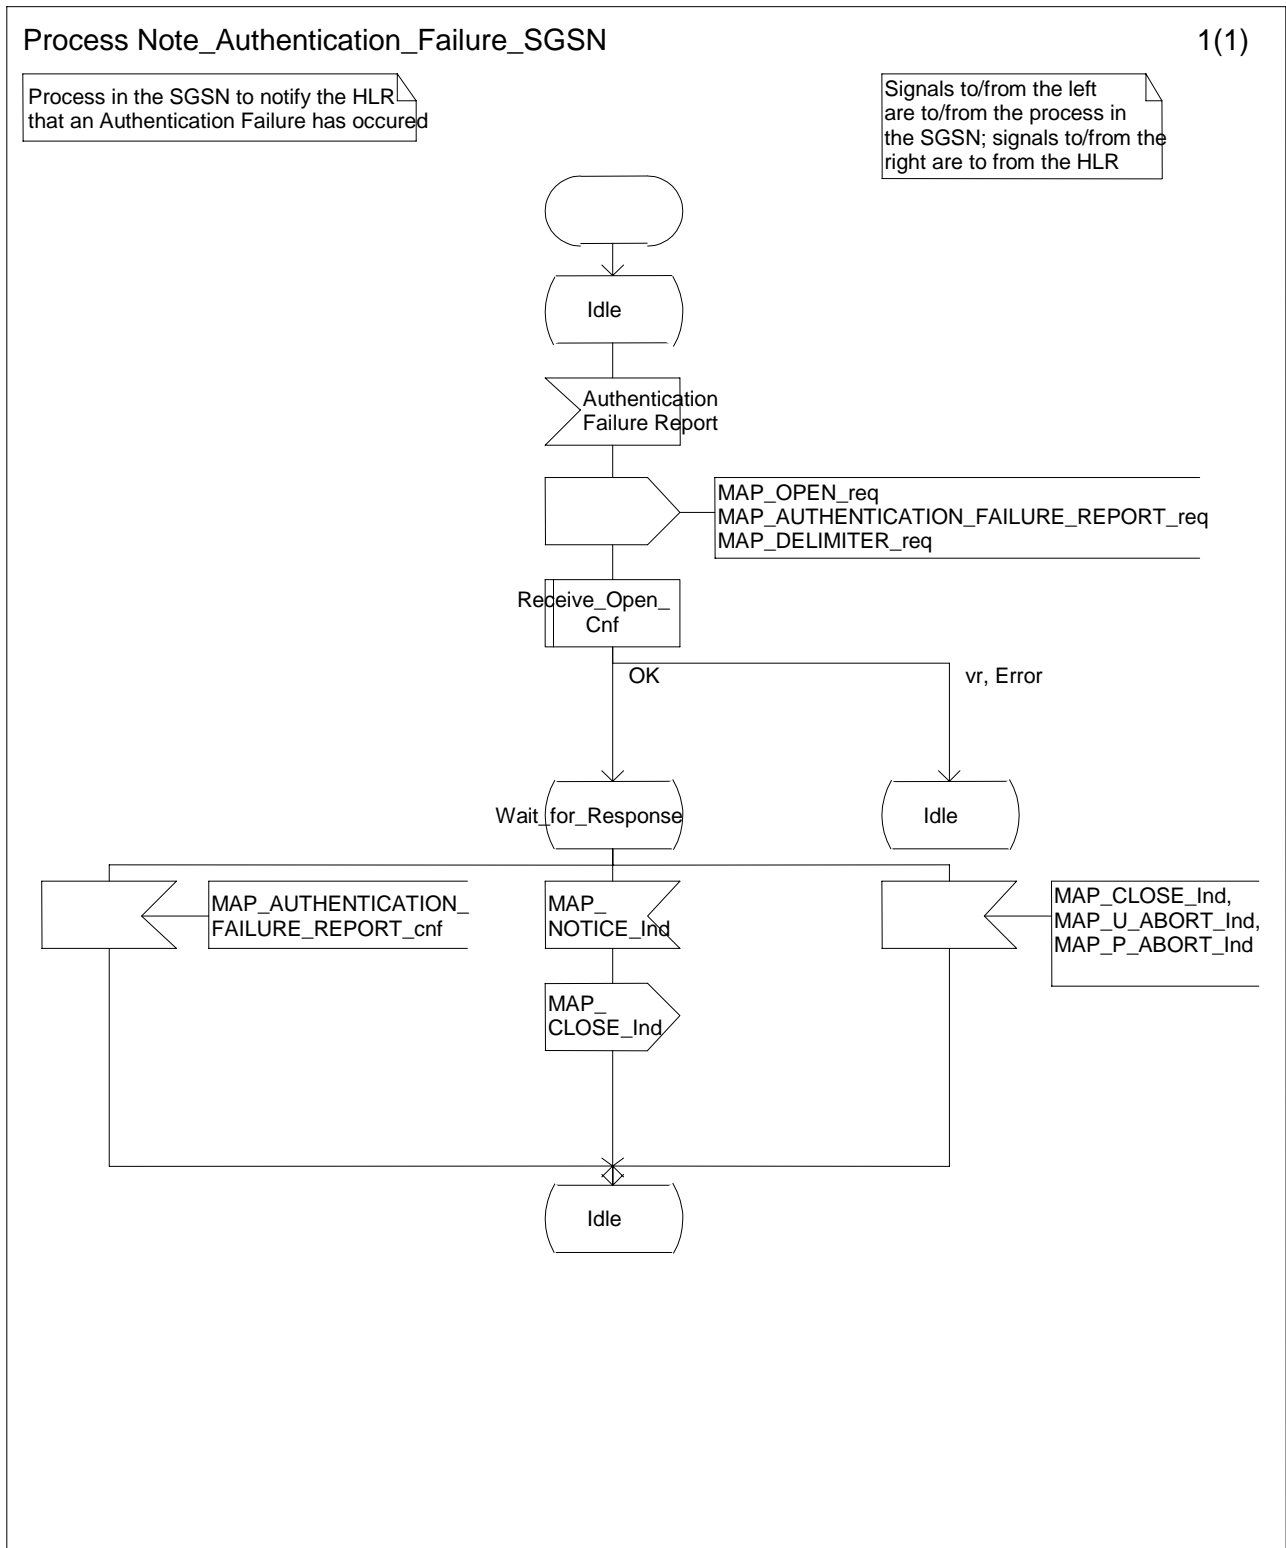 Process Note_Authentication_Failure_SGSN
1(1)
Process in the SGSN to notify the HLR
that an Authentication Failure has occured
Signals to/from the left
are to/from the process in
the SGSN; signals to/from the
right are to from the HLR
Idle
Authentication
Failure Report
MAP_OPEN_req
MAP_AUTHENTICATION_FAILURE_REPORT_req
MAP_DELIMITER_req
Receive_Open_
Cnf
OK
vr, Error
Wait_for_Response
Idle
MAP_AUTHENTICATION_
FAILURE_REPORT_cnf
MAP_
NOTICE_Ind
MAP_CLOSE_Ind,
MAP_U_ABORT_Ind,
MAP_P_ABORT_Ind
MAP_
CLOSE_Ind
Idle